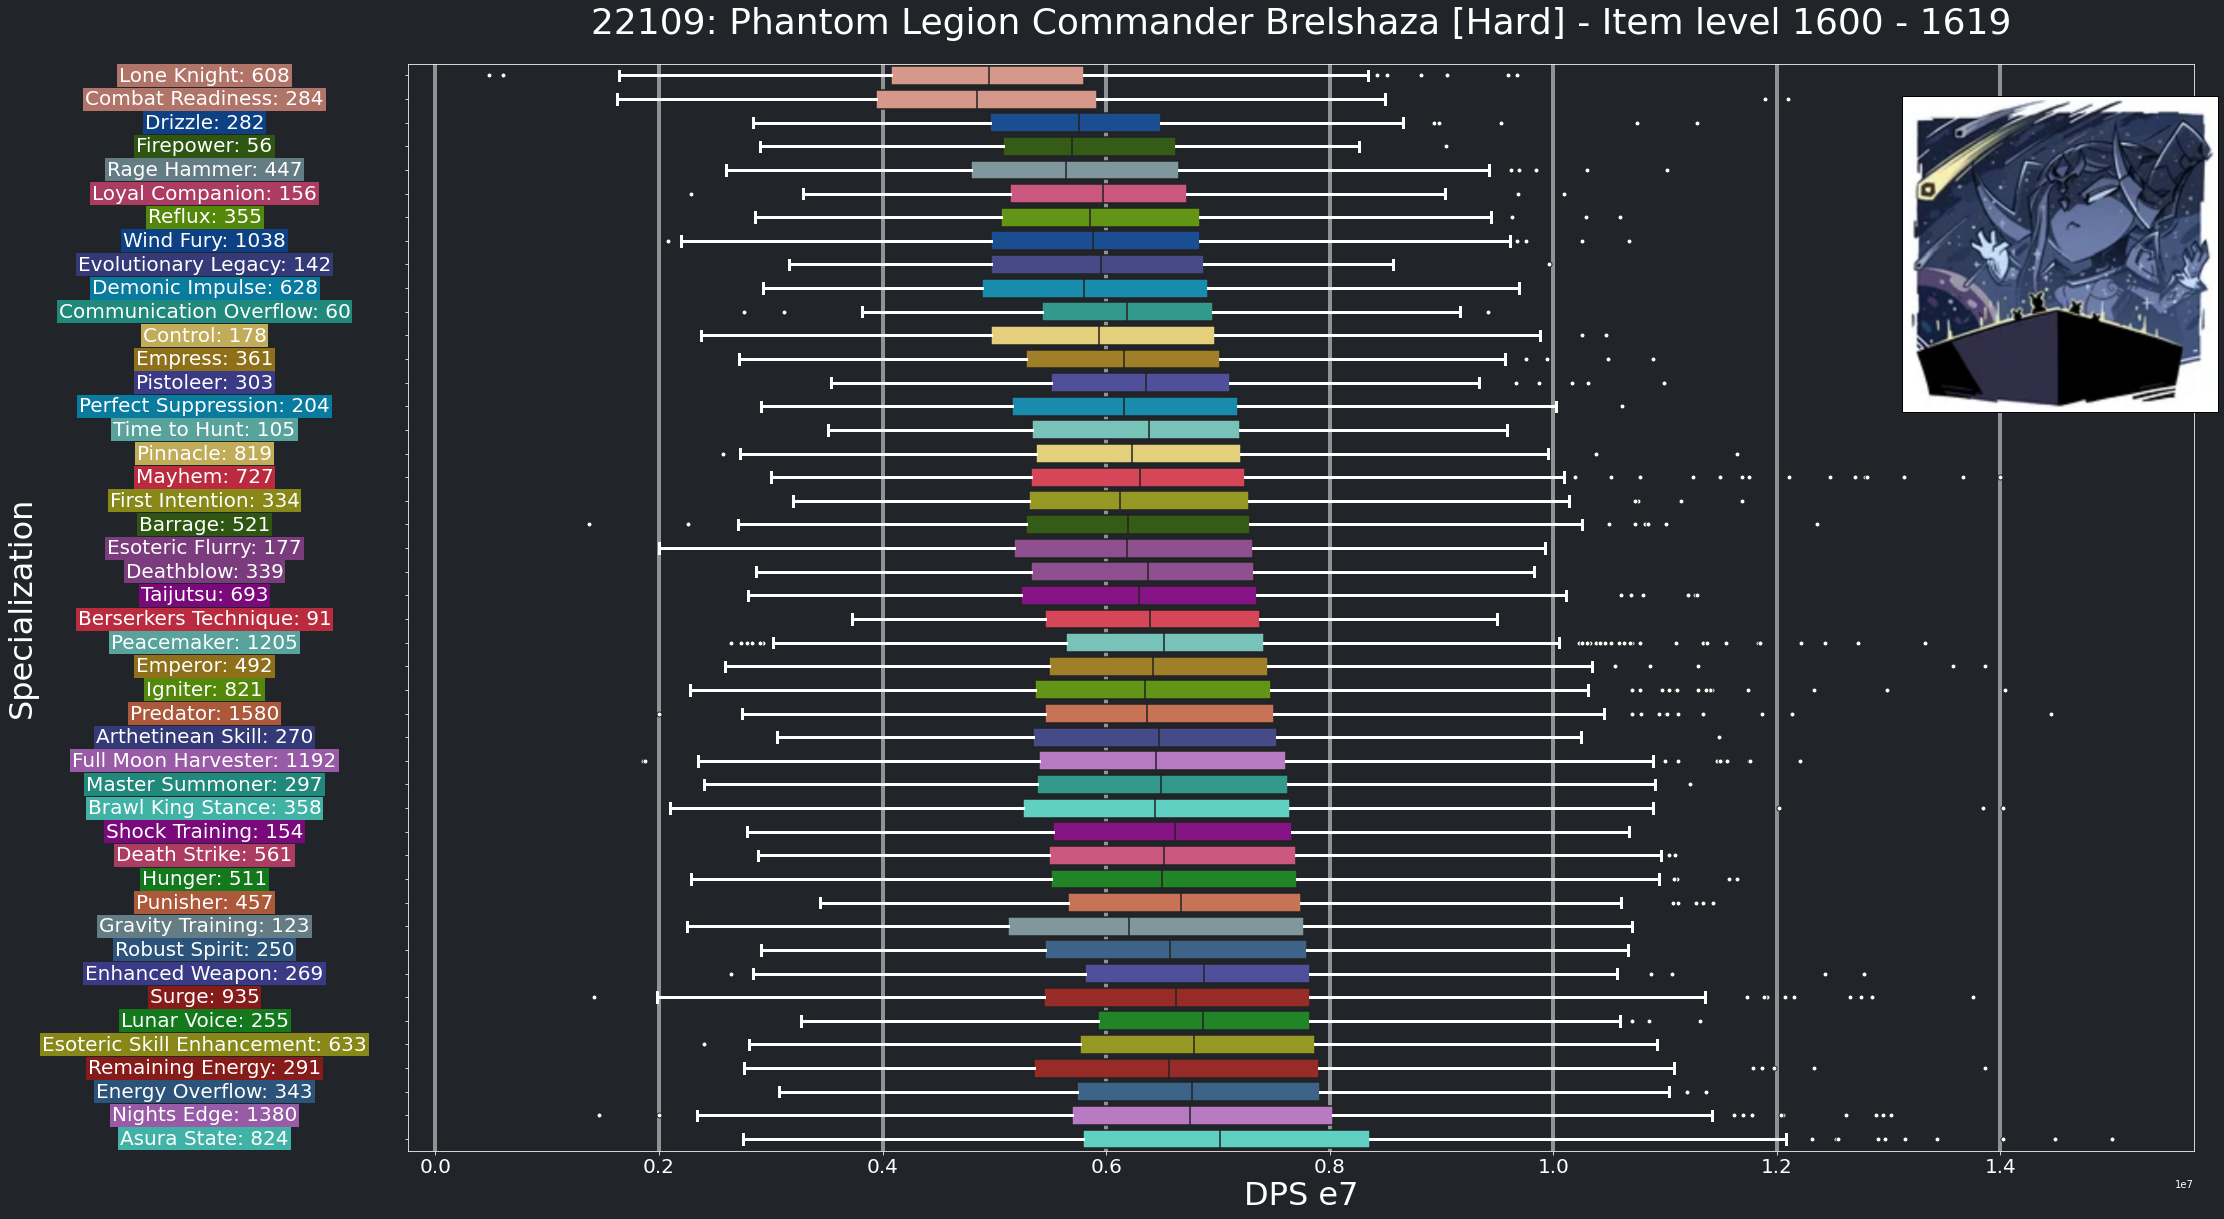 22109: Phantom Legion Commander Brelshaza [Hard] - Item level 1600 - 1619
Specialization
Lone Knight: 608
Combat Readiness: 284
Drizzle: 282
Firepower: 56
Rage Hammer: 447
Loyal Companion: 156
Reflux: 355
Wind Fury: 1038
Evolutionary Legacy: 142
Demonic Impulse: 628
Communication Overflow: 60
Control: 178
Empress: 361
Pistoleer: 303
Perfect Suppression: 204
Time to Hunt: 105
Pinnacle: 819
Mayhem: 727
First Intention: 334
Barrage: 521
Esoteric Flurry: 177
Deathblow: 339
Taijutsu: 693
Berserkers Technique: 91
Peacemaker: 1205
Emperor: 492
Igniter: 821
Predator: 1580
Arthetinean Skill: 270
Full Moon Harvester: 1192
Master Summoner: 297
Brawl King Stance: 358
Shock Training: 154
Death Strike: 561
Hunger: 511
Punisher: 457
Gravity Training: 123
Robust Spirit: 250
Enhanced Weapon: 269
Surge: 935
Lunar Voice: 255
Esoteric Skill Enhancement: 633
Remaining Energy: 291
Energy Overflow: 343
Nights Edge: 1380
Asura State: 824
0.0 0.2 0.4 0.6 0.8 1.0 1.2 1.4
DPS e7
1e7